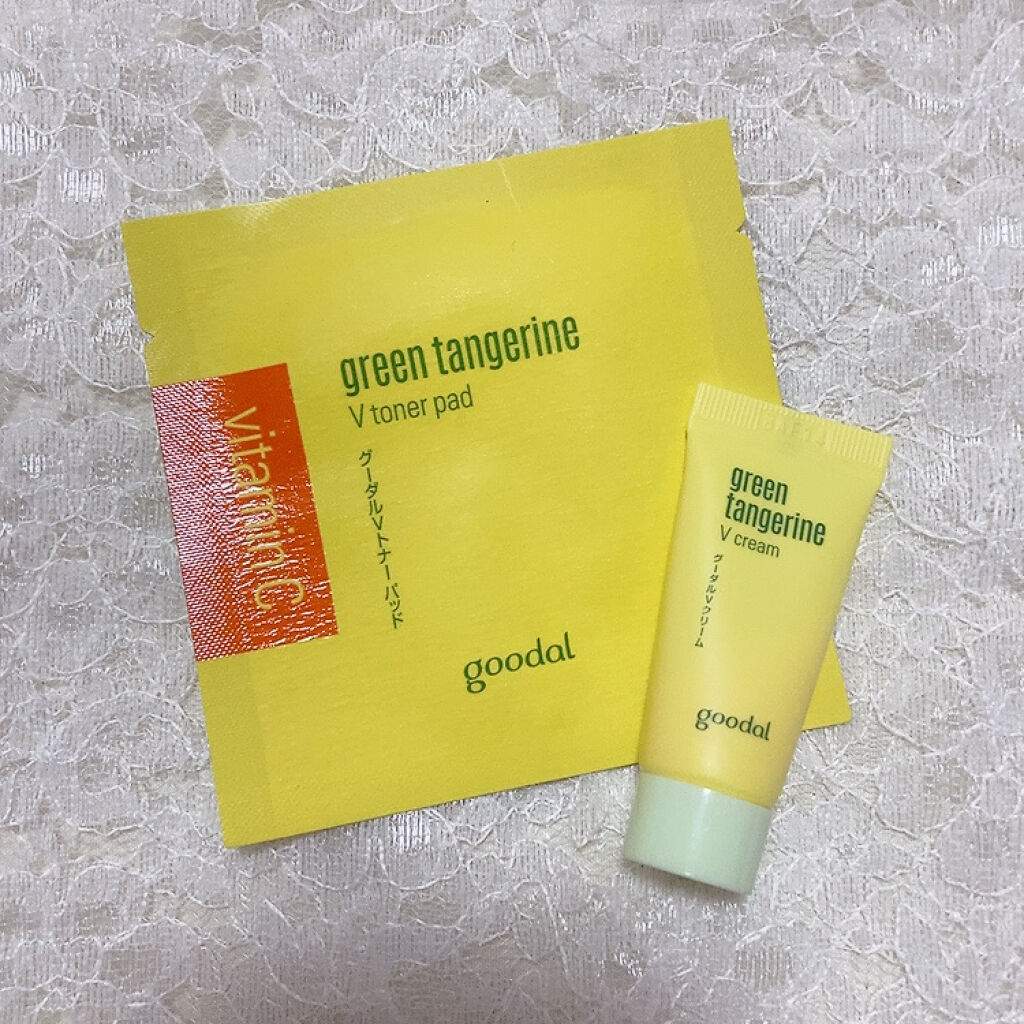 green tangerine
V toner pad
グーダルVトナーパッド
vitamin C
goodal
green
tangerine
V cream
グーダルVクリーム
goodal